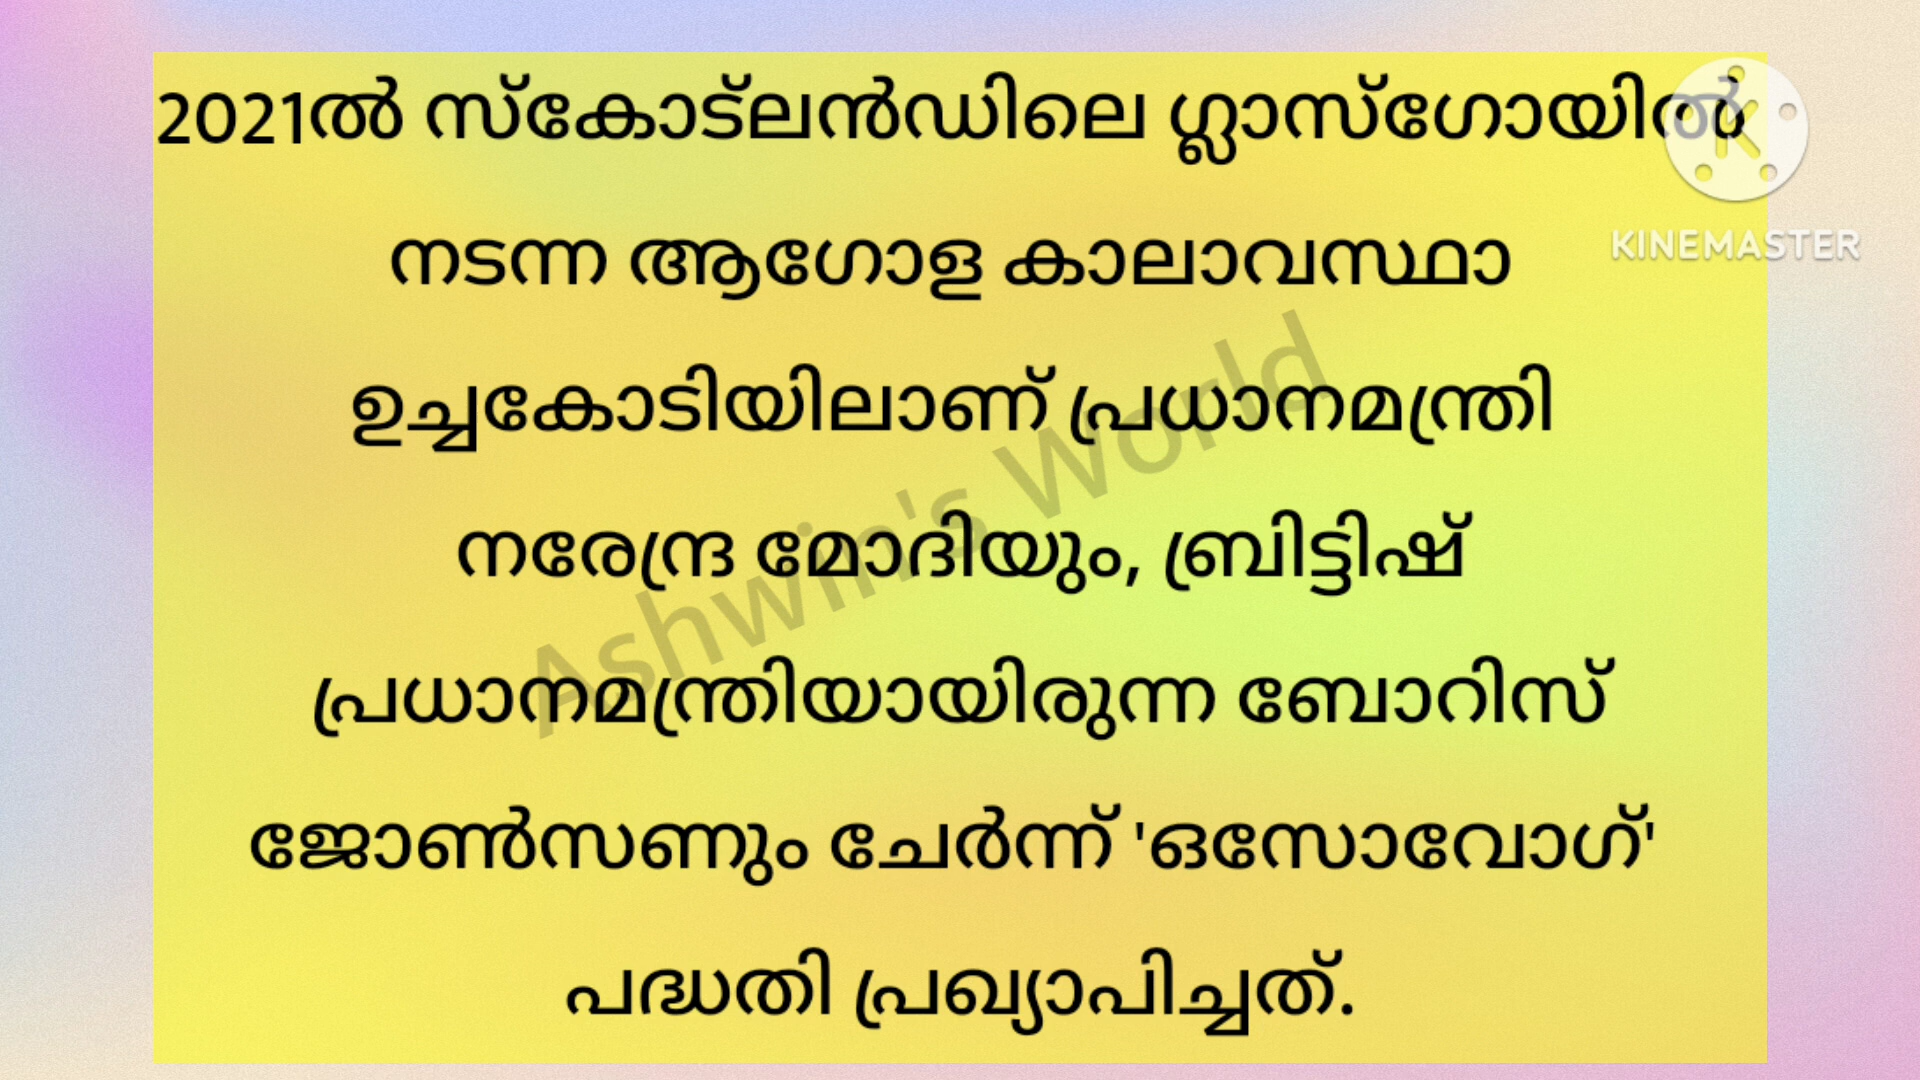 2021ൽ സ്കോട്ലൻഡിലെ ഗ്ലാസ്ഗോയിൽ
KINEMASTER
നടന്ന ആഗോള കാലാവസ്ഥാ
ഉച്ചകോടിയിലാണ് പ്രധാനമന്ത്രി
നരേന്ദ്ര മോദിയും, ബ്രിട്ടിഷ്
പ്രധാനമന്ത്രിയായിരുന്ന ബോറിസ്
ജോൺസണും ചേർന്ന് 'ഒസോവോഗ്'
പദ്ധതി പ്രഖ്യാപിച്ചത്.
Ashwin's World